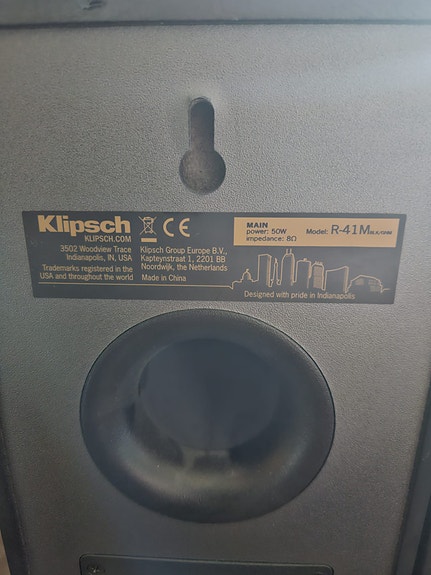 Klipsch
KLIPSCH.COM
3502 Woodview Trace
Indianapolis, IN, USA
Trademarks registered in the
USA and throughout the world
CE
Klipsch Group Europe B.V.,
Kapteynstraat 1, 2201 BB
Noordwijk, the Netherlands
Made in China
MAIN
power: 50W
impedance: 8Ω
Model: R-41M
Designed with pride in Indianapolis